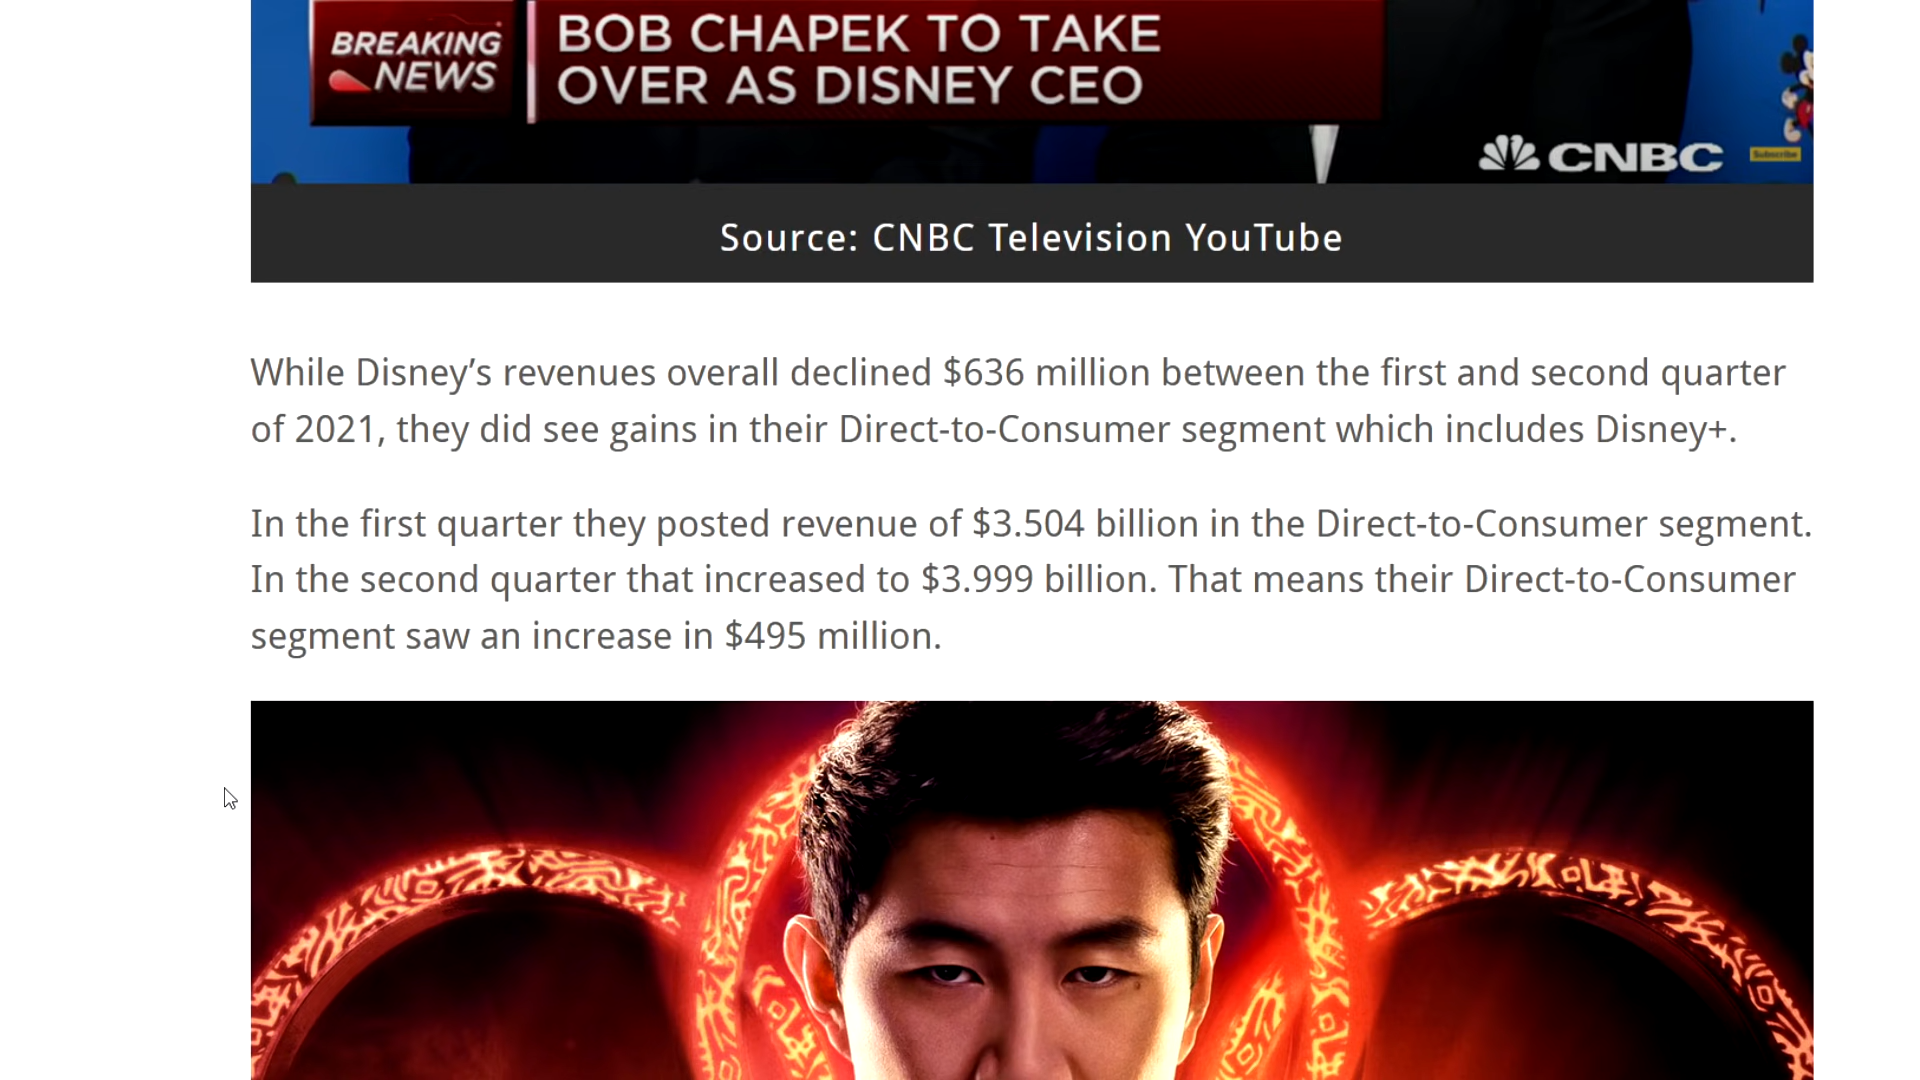 BREAKING
NEWS
BOB CHAPEK TO TAKE
OVER AS DISNEY CEO
CNBC
Subscribe
Source: CNBC Television YouTube
While Disney’s revenues overall declined $636 million between the first and second quarter
of 2021, they did see gains in their Direct-to-Consumer segment which includes Disney+.
In the first quarter they posted revenue of $3.504 billion in the Direct-to-Consumer segment.
In the second quarter that increased to $3.999 billion. That means their Direct-to-Consumer
segment saw an increase in $495 million.